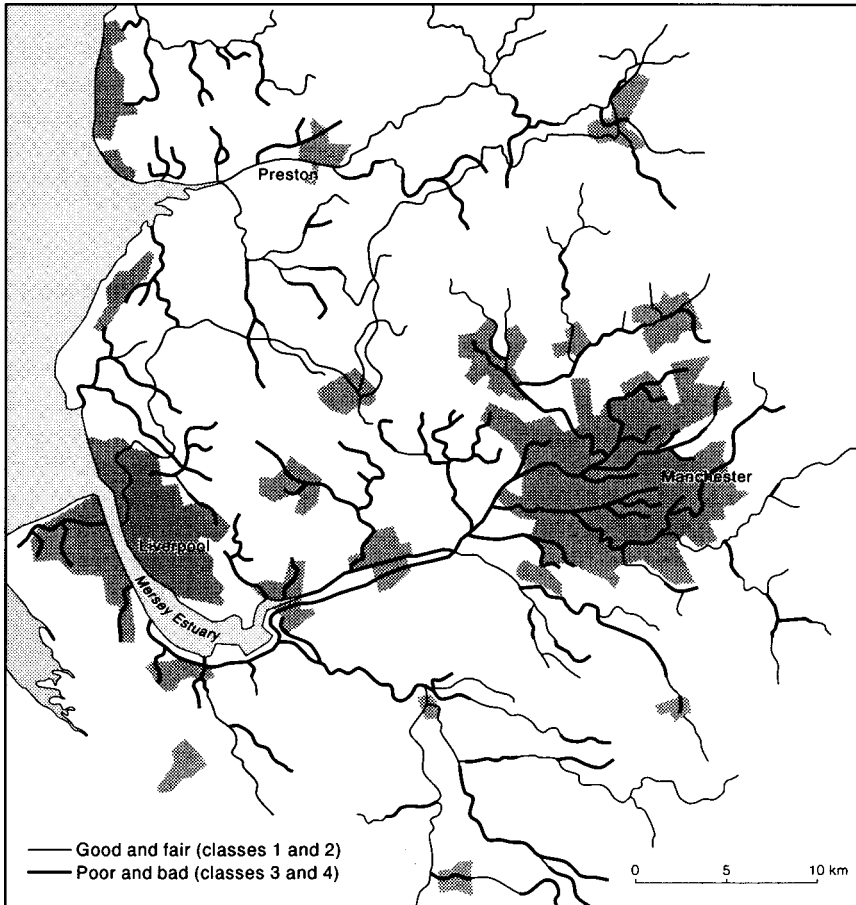 Preston
Manchester
Liverpool
Mersey Estuary
Good and fair (classes 1 and 2)
Poor and bad (classes 3 and 4)
0 5 10 km